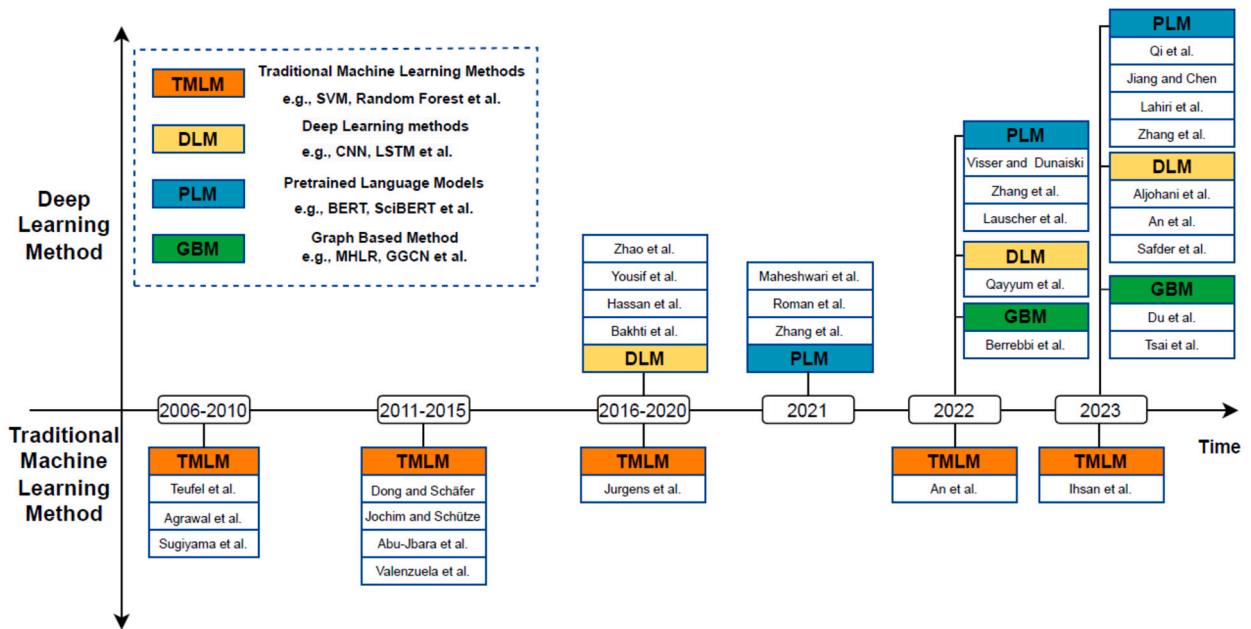 TMLM
Traditional Machine Learning Methods
e.g., SVM, Random Forest et al.
DLM
Deep Learning methods
e.g., CNN, LSTM et al.
PLM
Pretrained Language Models
e.g., BERT, SciBERT et al.
GBM
Graph Based Method
e.g., MHLR, GGCN et al.
Deep
Learning
Method
Zhao et al.
Yousif et al.
Hassan et al.
Bakhti et al.
DLM
Maheshwari et al.
Roman et al.
Zhang et al.
PLM
PLM
Visser and Dunaiski
Zhang et al.
Lauscher et al.
DLM
Qayyum et al.
GBM
Berrebbi et al.
PLM
Qi et al.
Jiang and Chen
Lahiri et al.
Zhang et al.
DLM
Aljohani et al.
An et al.
Safder et al.
GBM
Du et al.
Tsai et al.
2006-2010
2011-2015
2016-2020
2021
2022
2023
Time
Traditional
Machine
Learning
Method
TMLM
Teufel et al.
Agrawal et al.
Sugiyama et al.
TMLM
Dong and Schäfer
Jochim and Schütze
Abu-Jbara et al.
Valenzuela et al.
TMLM
Jurgens et al.
TMLM
An et al.
TMLM
Ihsan et al.